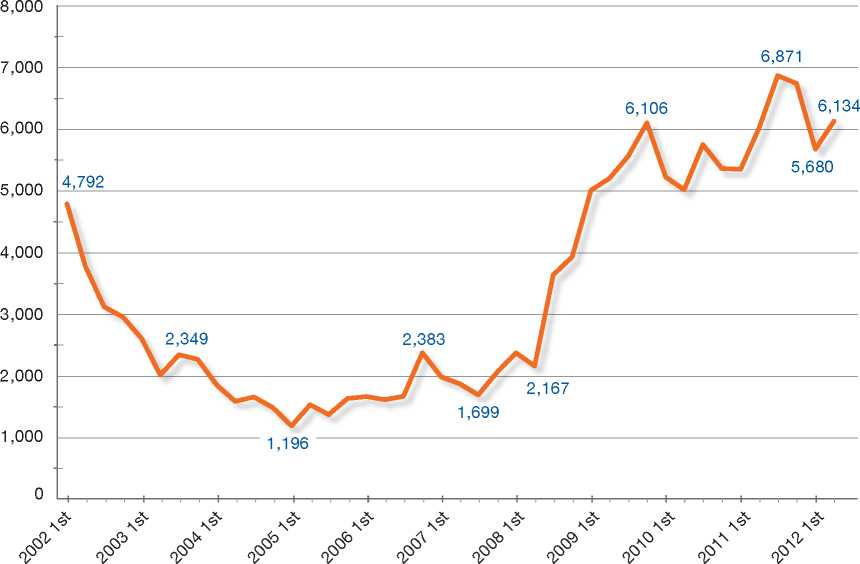 8,000
7,000
6,000
5,000
4,000
3,000
2,000
1,000
0
4,792
2,349
1,196
2,383
1,699
2,167
6,106
6,871
5,680
6,134
2002 1st
2003 1st
2004 1st
2005 1st
2006 1st
2007 1st
2008 1st
2009 1st
2010 1st
2011 1st
2012 1st